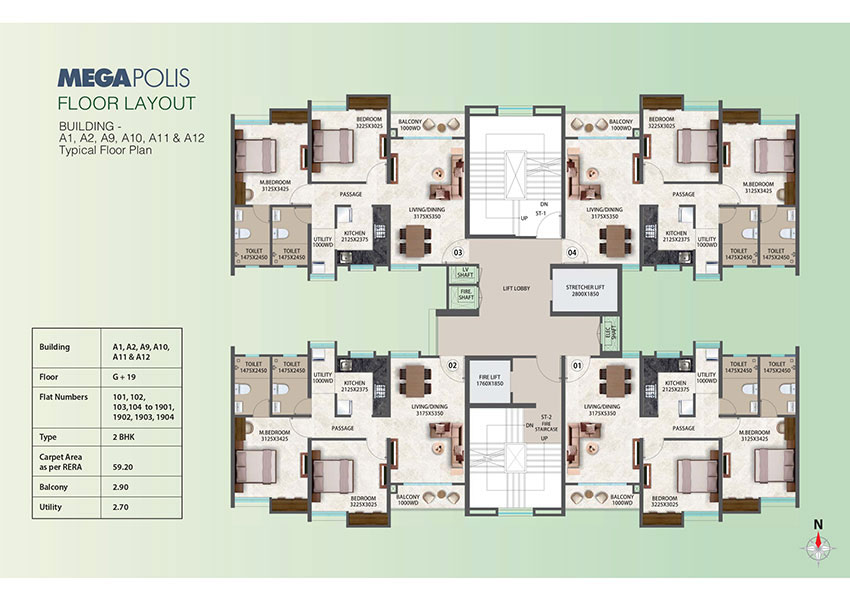 MEGAPOLIS
FLOOR LAYOUT
BUILDING -
A1, A2, A9, A10, A11 & A12
Typical Floor Plan
BEDROOM
3225X3025
BALCONY
1000WD
M.BEDROOM
3125X3425
PASSAGE
LIVING/DINING
3175X5350
TOILET
1475X2450
TOILET
1475X2450
UTILITY
1000WD
KITCHEN
2125X2375
03
DN
ST-1
UP
BALCONY
1000WD
BEDROOM
3225X3025
M.BEDROOM
3125X3425
PASSAGE
LIVING/DINING
3175X5350
KITCHEN
2125X2375
UTILITY
1000WD
TOILET
1475X2450
TOILET
1475X2450
04
LV
SHAFT
FIRE
SHAFT
LIFT LOBBY
STRETCHER LIFT
2800X1850
ELEC
SHAFT
TOILET
1475X2450
TOILET
1475X2450
UTILITY
1000WD
KITCHEN
2125X2375
02
LIVING/DINING
3175X5350
PASSAGE
M.BEDROOM
3125X3425
BEDROOM
3225X3025
BALCONY
1000WD
FIRE LIFT
1760X1850
ST-2
FIRE
STAIRCASE
DN
UP
01
KITCHEN
2125X2375
UTILITY
1000WD
TOILET
1475X2450
TOILET
1475X2450
LIVING/DINING
3175X5350
PASSAGE
M.BEDROOM
3125X3425
BALCONY
1000WD
BEDROOM
3225X3025
Building A1, A2, A9, A10,
A11 & A12
Floor G + 19
Flat Numbers 101, 102,
103,104 to 1901,
1902, 1903, 1904
Type 2 BHK
Carpet Area
as per RERA 59.20
Balcony 2.90
Utility 2.70
N